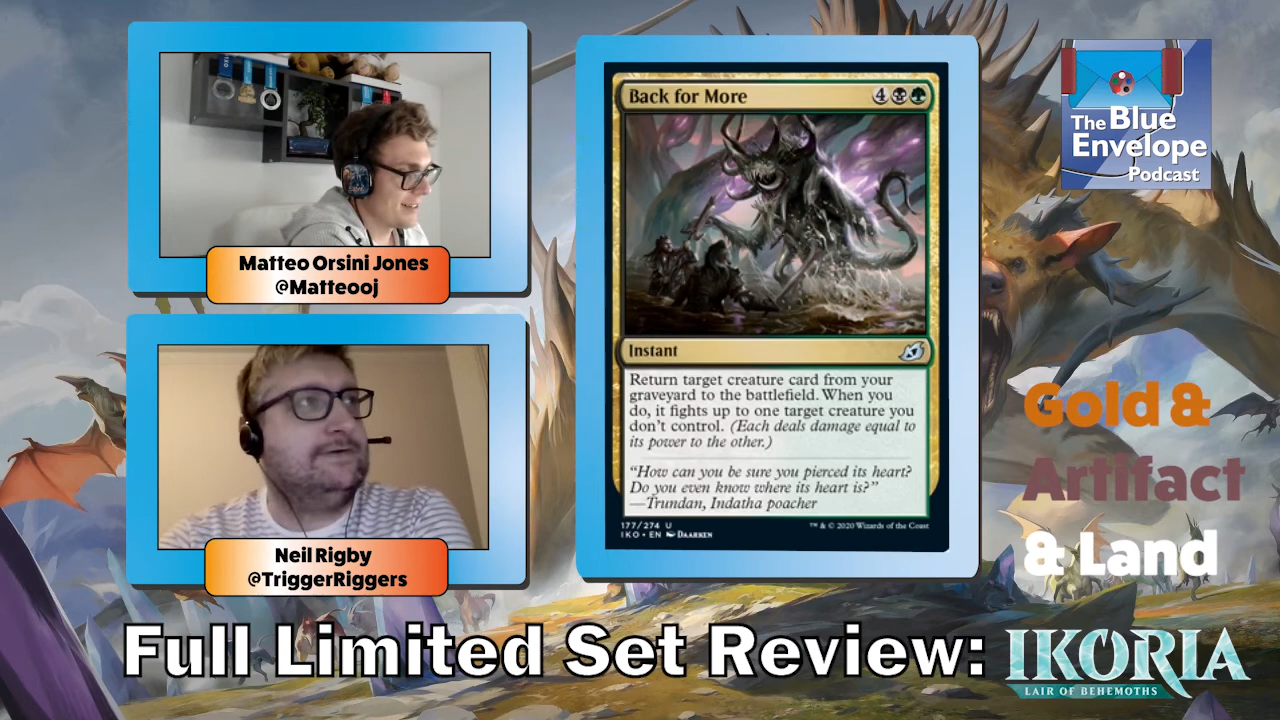 Matteo Orsini Jones
@Matteooj
Neil Rigby
@TriggerRiggers
Back for More
4
Instant
Return target creature card from your
graveyard to the battlefield. When you
do, it fights up to one target creature you
don't control. (Each deals damage equal to
its power to the other.)
"How can you be sure you pierced its heart?
Do you even know where its heart is?"
—Trundan, Indatha poacher
177/274 U
IKO • EN DAARKEN
™ & © 2020 Wizards of the Coast
The Blue
Envelope
Podcast
Gold &
Artifact
& Land
Full Limited Set Review:
IKORIA
LAIR OF BEHEMOTHS